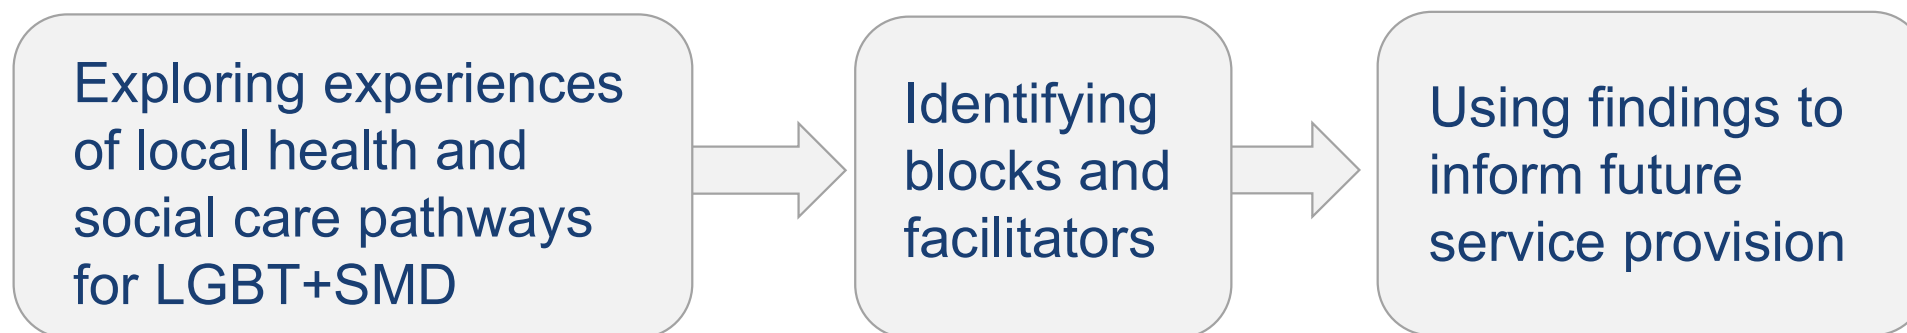 Exploring experiences
of local health and
social care pathways
for LGBT+SMD
Identifying
blocks and
facilitators
Using findings to
inform future
service provision